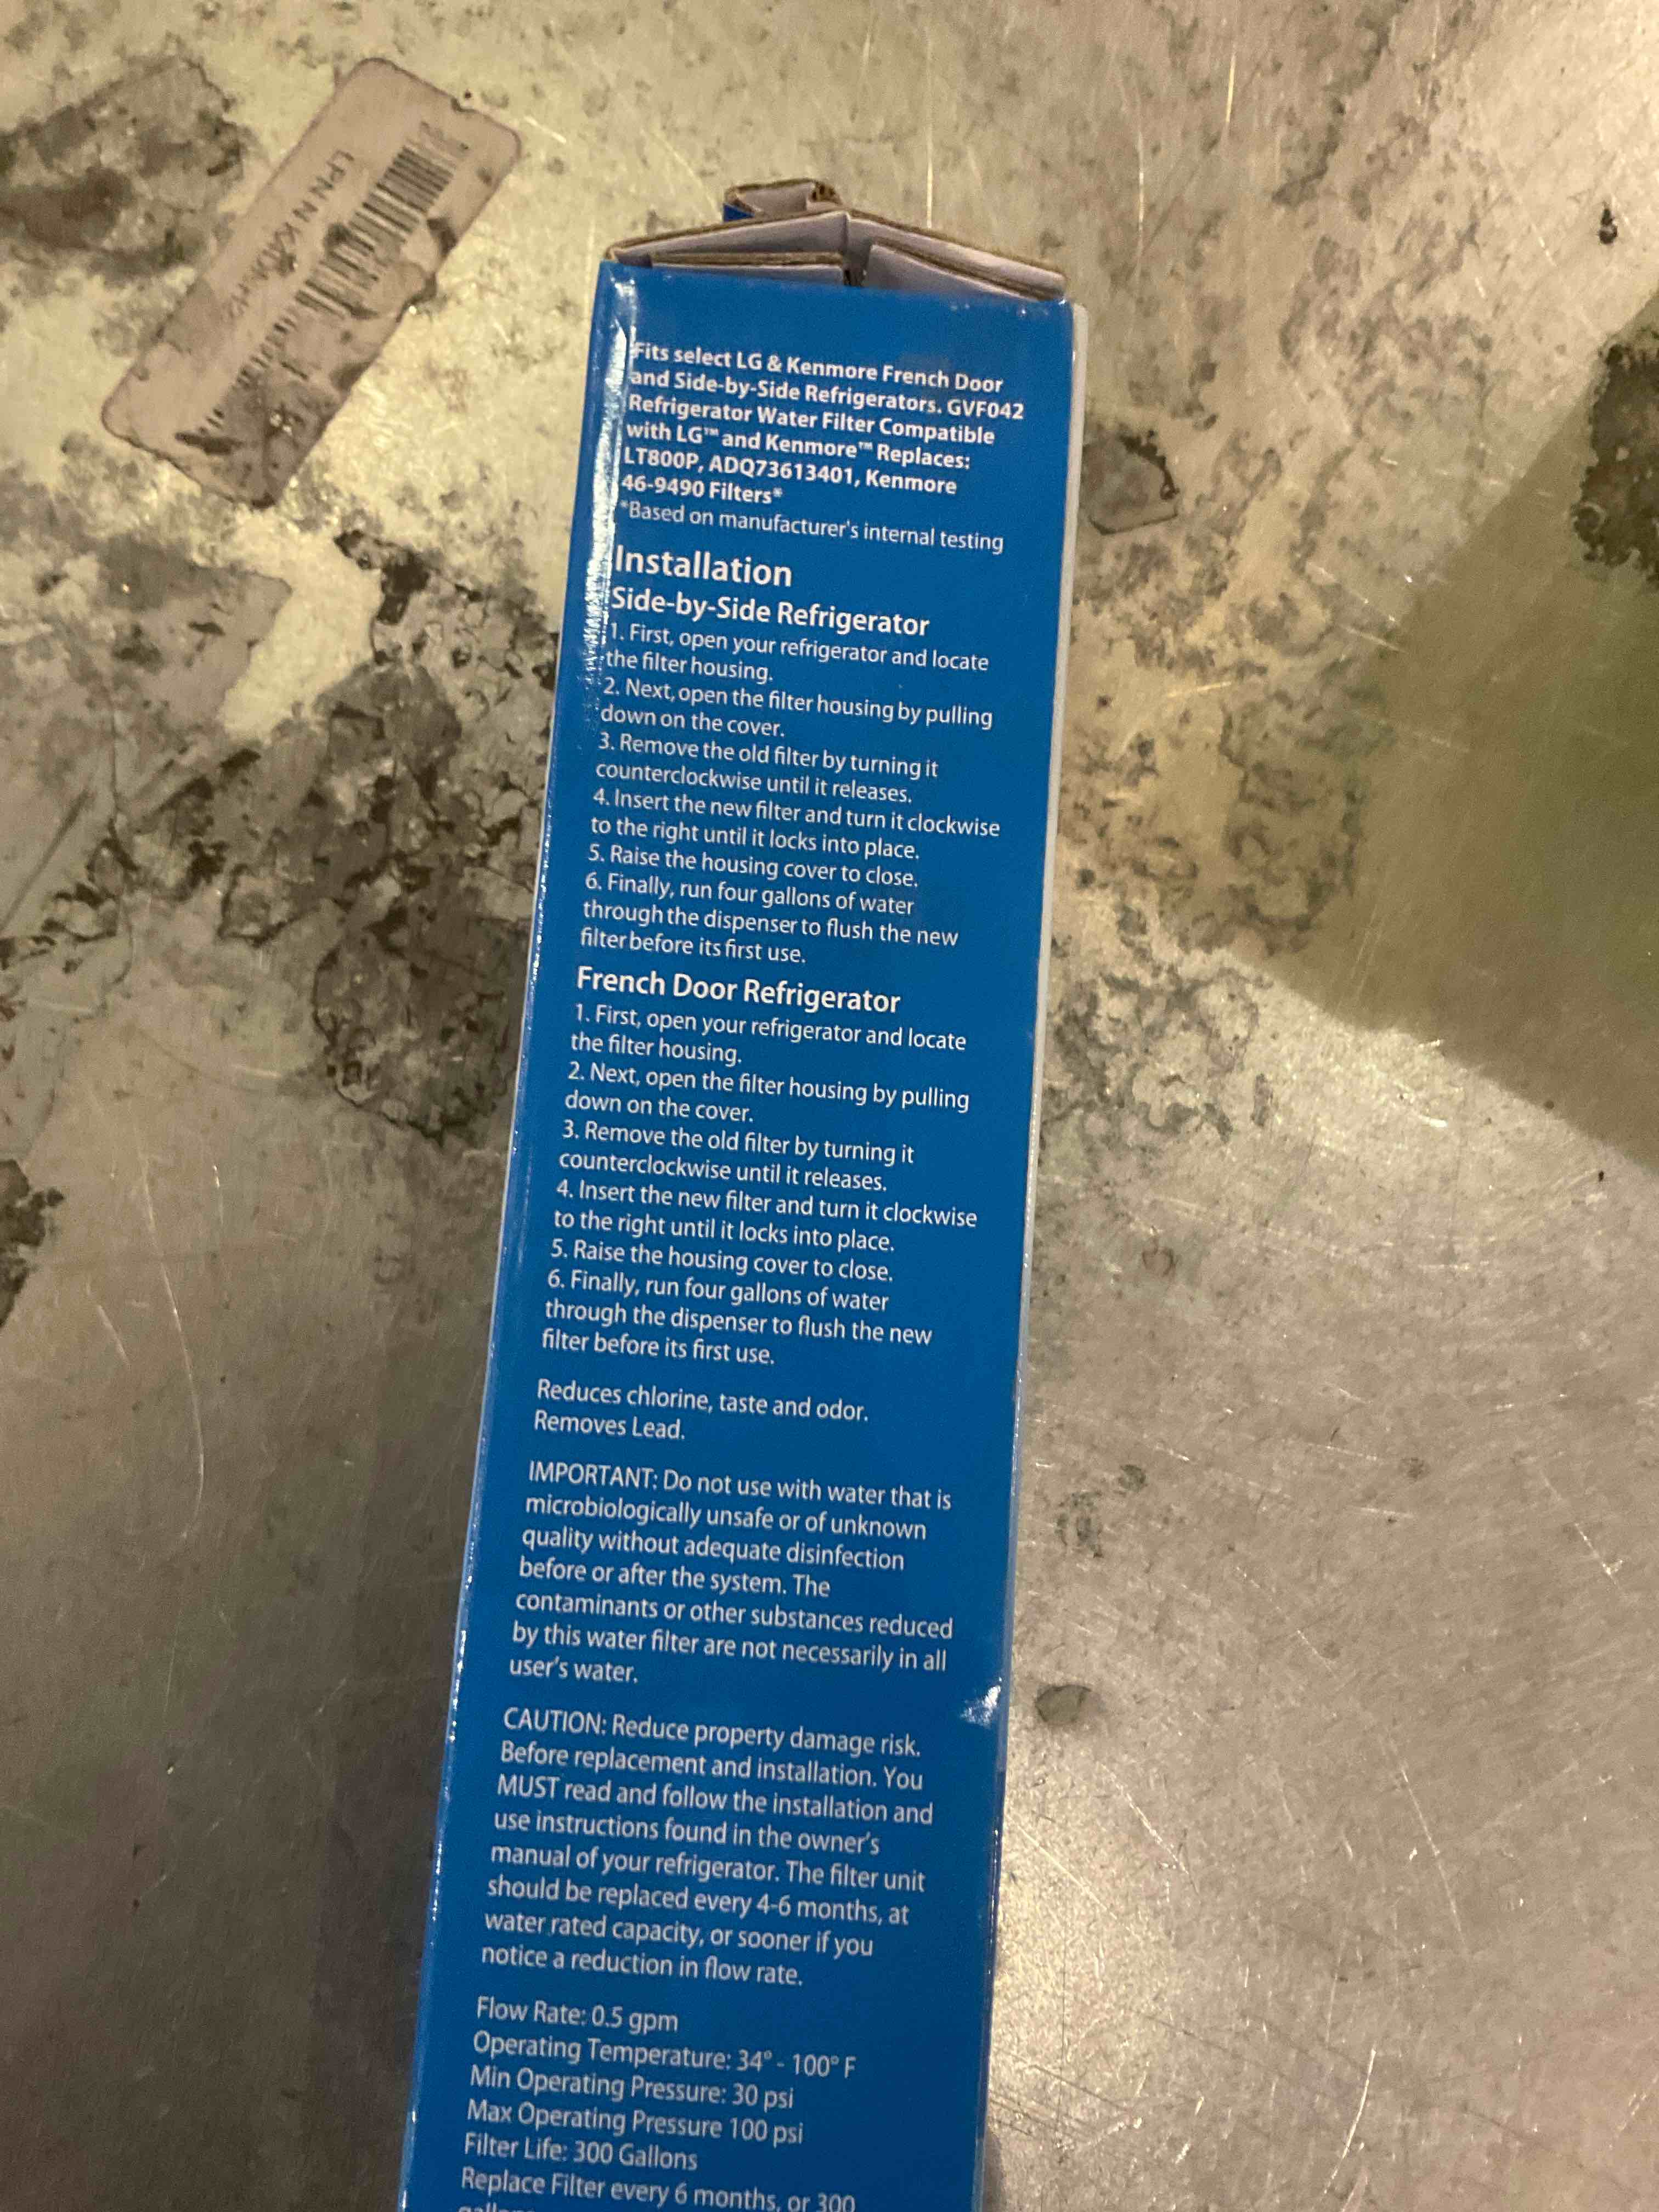 LPN N K
Fits select LG & Kenmore French Door
and Side-by-Side Refrigerators. GVF042
Refrigerator Water Filter Compatible
with LG™ and Kenmore™ Replaces:
LT800P, ADQ73613401, Kenmore
46-9490 Filters*
*Based on manufacturer's internal testing
Installation
Side-by-Side Refrigerator
1. First, open your refrigerator and locate
the filter housing.
2. Next, open the filter housing by pulling
down on the cover.
3. Remove the old filter by turning it
counterclockwise until it releases.
4. Insert the new filter and turn it clockwise
to the right until it locks into place.
5. Raise the housing cover to close.
6. Finally, run four gallons of water
through the dispenser to flush the new
filter before its first use.
French Door Refrigerator
1. First, open your refrigerator and locate
the filter housing.
2. Next, open the filter housing by pulling
down on the cover.
3. Remove the old filter by turning it
counterclockwise until it releases.
4. Insert the new filter and turn it clockwise
to the right until it locks into place.
5. Raise the housing cover to close.
6. Finally, run four gallons of water
through the dispenser to flush the new
filter before its first use.
Reduces chlorine, taste and odor.
Removes Lead.
IMPORTANT: Do not use with water that is
microbiologically unsafe or of unknown
quality without adequate disinfection
before or after the system. The
contaminants or other substances reduced
by this water filter are not necessarily in all
user's water.
CAUTION: Reduce property damage risk.
Before replacement and installation. You
MUST read and follow the installation and
use instructions found in the owner's
manual of your refrigerator. The filter unit
should be replaced every 4-6 months, at
water rated capacity, or sooner if you
notice a reduction in flow rate.
Flow Rate: 0.5 gpm
Operating Temperature: 34° - 100° F
Min Operating Pressure: 30 psi
Max Operating Pressure 100 psi
Filter Life: 300 Gallons
Replace Filter every 6 months, or 300